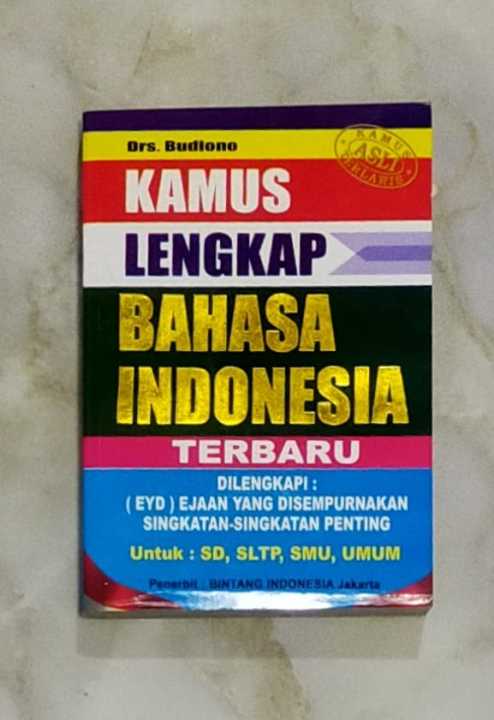 Drs. Budiono
KAMUS
ASLI
TERLARIS
KAMUS
LENGKAP
BAHASA
INDONESIA
TERBARU
DILENGKAPI :
( EYD ) EJAAN YANG DISEMPURNAKAN
SINGKATAN-SINGKATAN PENTING
Untuk : SD, SLTP, SMU, UMUM
Penerbit : BINTANG INDONESIA Jakarta